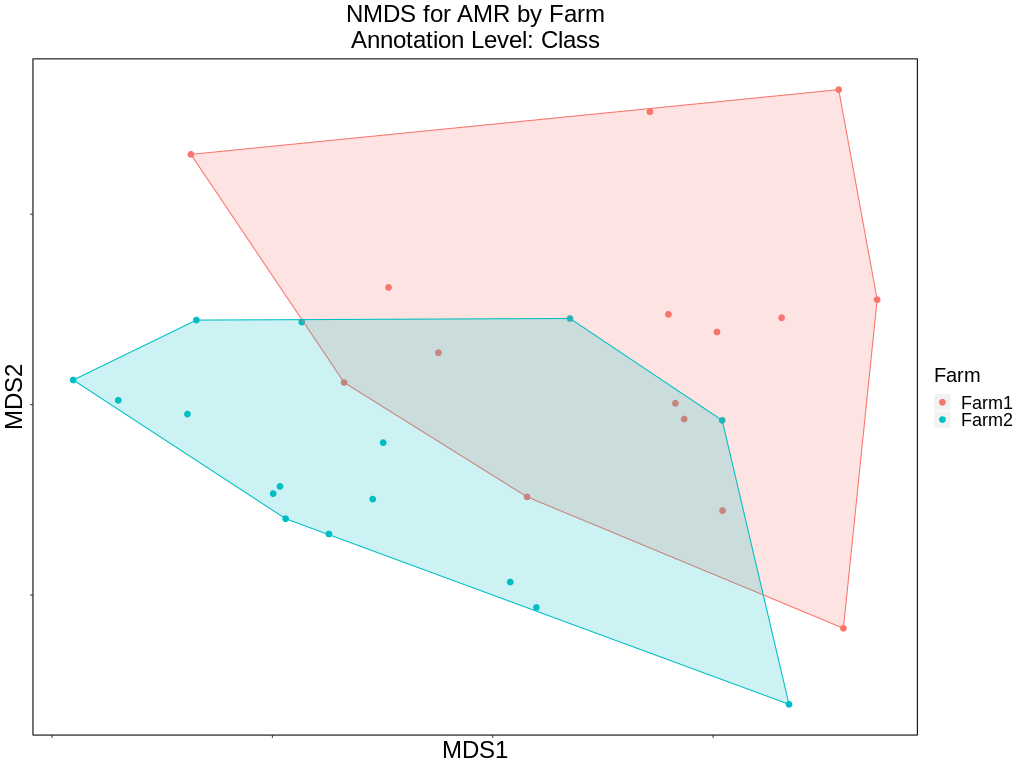 NMDS for AMR by Farm
Annotation Level: Class
MDS2
MDS1
Farm
Farm1
Farm2